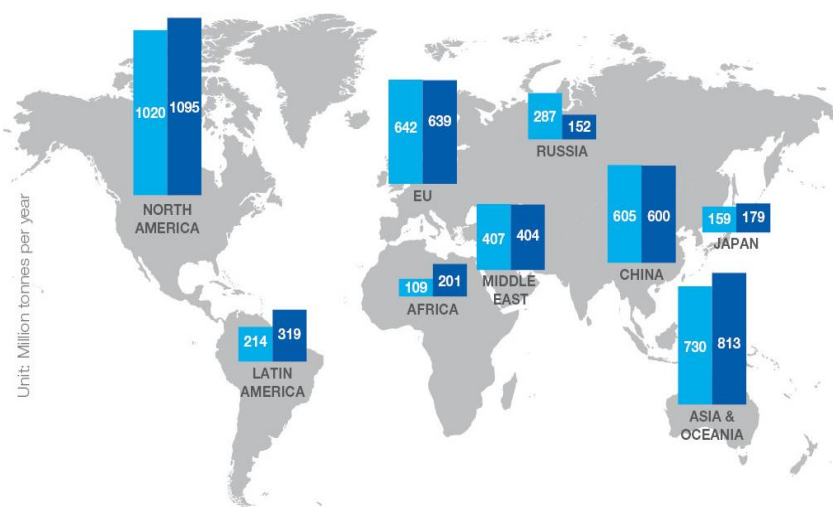 1020 1095
NORTH
AMERICA
642 639
EU
287 152
RUSSIA
605 600
CHINA
159 179
JAPAN
407 404
MIDDLE
EAST
109 201
AFRICA
214 319
LATIN
AMERICA
730 813
ASIA &
OCEANIA
Unit: Million tonnes per year